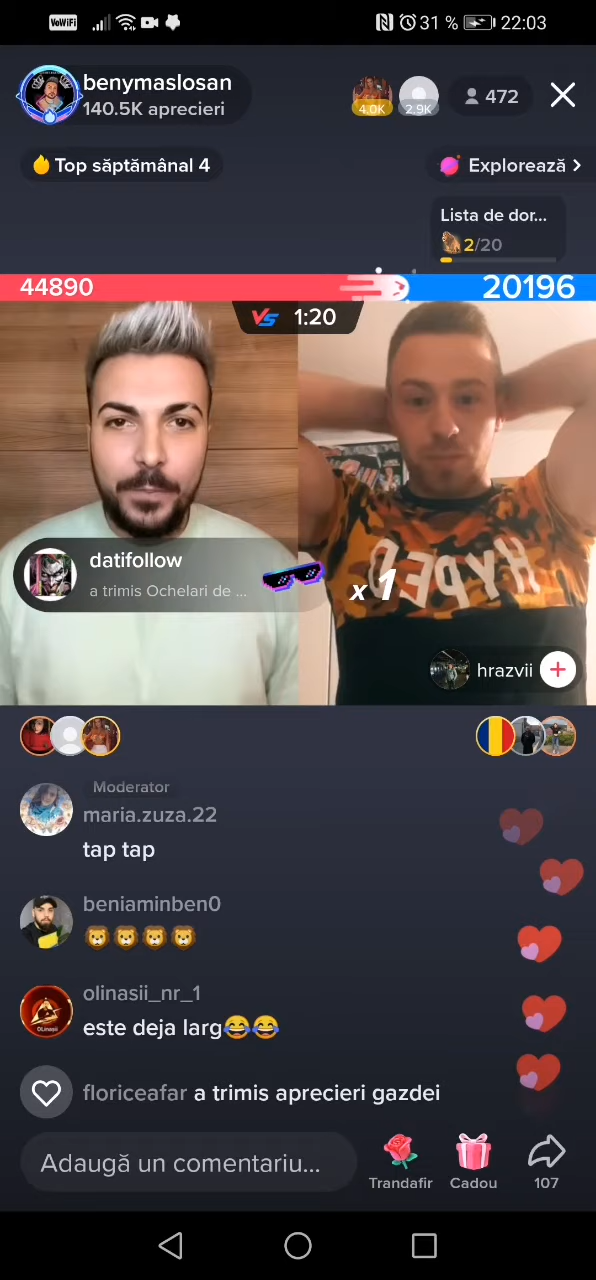 VoWiFi
31 %
22:03
benymaslosan
140.5K aprecieri
4.0K
2.9K
472
Top săptămânal 4
Explorează
Lista de dor...
2/20
44890
20196
VS 1:20
datifollow
a trimis Ochelari de ...
x 1
HYPED
hrazvii
Moderator
maria.zuza.22
tap tap
beniaminben0
olinasii_nr_1
este deja larg😂😂
floriceafar a trimis aprecieri gazdei
Adaugă un comentariu...
Trandafir
Cadou
107